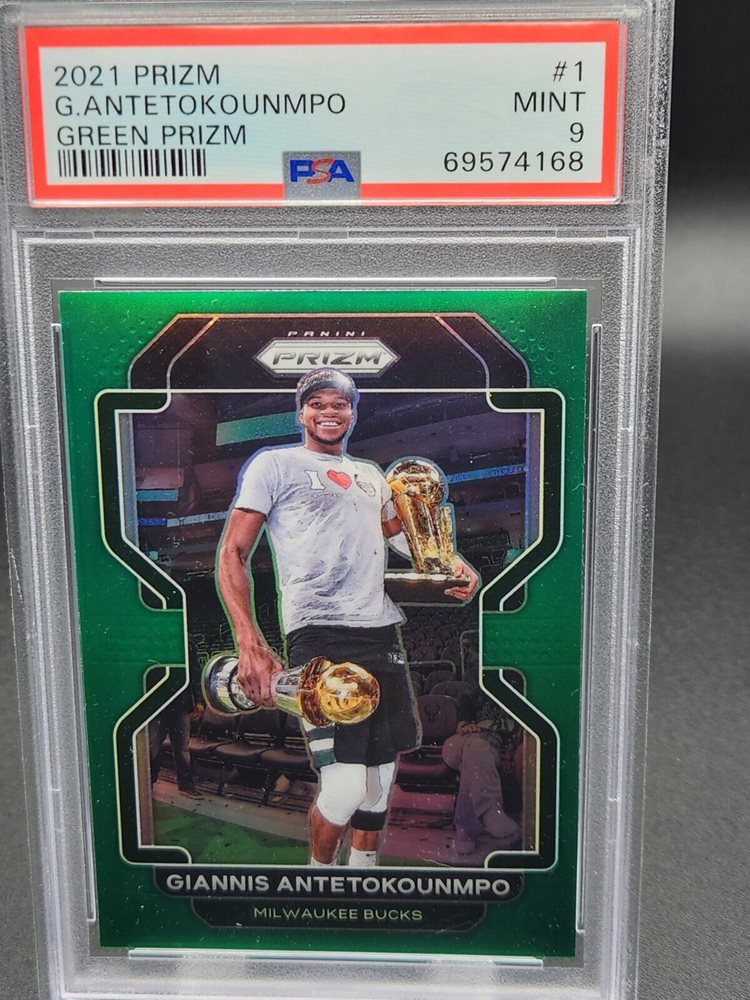 2021 PRIZM #1
G.ANTETOKOUNMPO MINT
GREEN PRIZM 9
PSA 69574168
PANINI
PRIZM
I ❤
GIANNIS ANTETOKOUNMPO
MILWAUKEE BUCKS